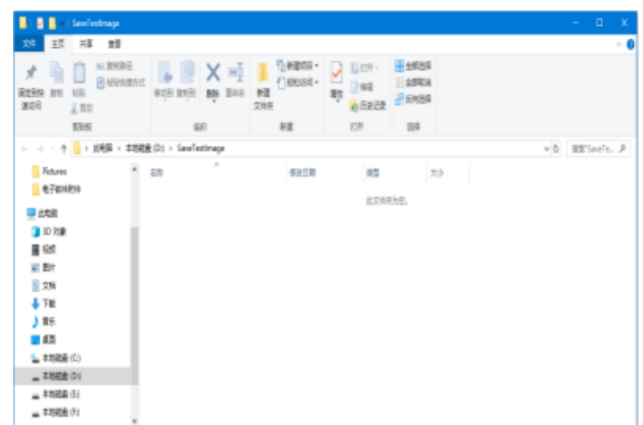 SaveTestImage
文件 主页 共享 查看
固定到快速访问
复制
粘贴
复制路径
粘贴快捷方式
剪切
移动到
复制到
删除
重命名
新建
文件夹
新建项目
轻松访问
属性
打开
编辑
历史记录
全部选择
全部取消
反向选择
剪贴板 组织 新建 打开 选择
此电脑 > 本地磁盘 (D:) > SaveTestImage
搜索"SaveTe...
名称 修改日期 类型 大小
此文件夹为空。
Pictures
电子邮件附件
此电脑
3D 对象
视频
图片
文档
下载
音乐
桌面
本地磁盘 (C:)
本地磁盘 (D:)
本地磁盘 (E:)
本地磁盘 (F:)